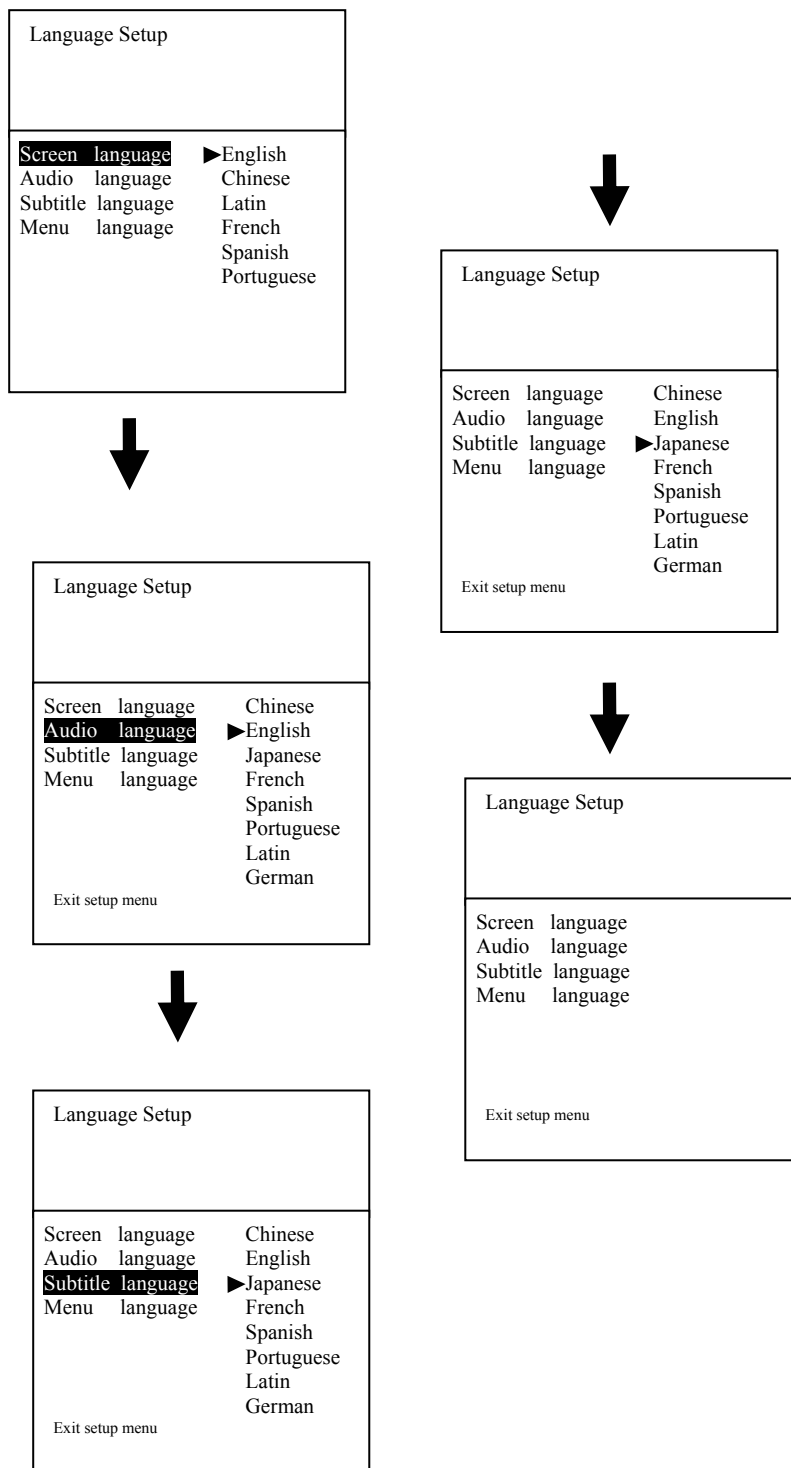 Language Setup
Screen language ▶English
Audio language Chinese
Subtitle language Latin
Menu language French
Spanish
Portuguese
Language Setup
Screen language Chinese
Audio language ▶English
Subtitle language Japanese
Menu language French
Spanish
Portuguese
Latin
German
Exit setup menu
Language Setup
Screen language Chinese
Audio language English
Subtitle language ▶Japanese
Menu language French
Spanish
Portuguese
Latin
German
Exit setup menu
Language Setup
Screen language Chinese
Audio language English
Subtitle language ▶Japanese
Menu language French
Spanish
Portuguese
Latin
German
Exit setup menu
Language Setup
Screen language
Audio language
Subtitle language
Menu language
Exit setup menu